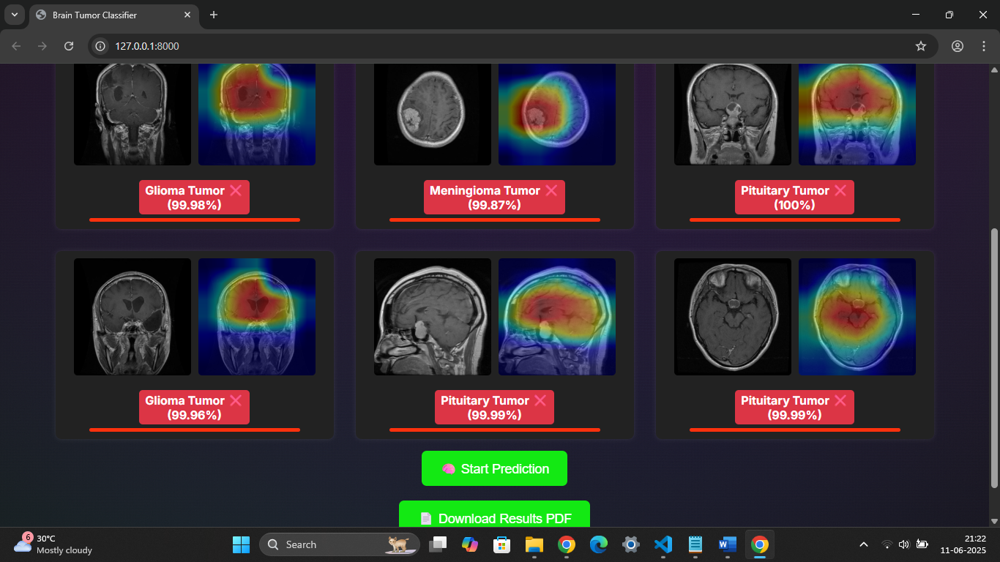 Brain Tumor Classifier
127.0.0.1:8000
Glioma Tumor ❌
(99.98%)
Meningioma Tumor ❌
(99.87%)
Pituitary Tumor ❌
(100%)
Glioma Tumor ❌
(99.96%)
Pituitary Tumor ❌
(99.99%)
Pituitary Tumor ❌
(99.99%)
🧠 Start Prediction
📄 Download Results PDF
6
30°C
Mostly cloudy
Search
21:22
11-06-2025